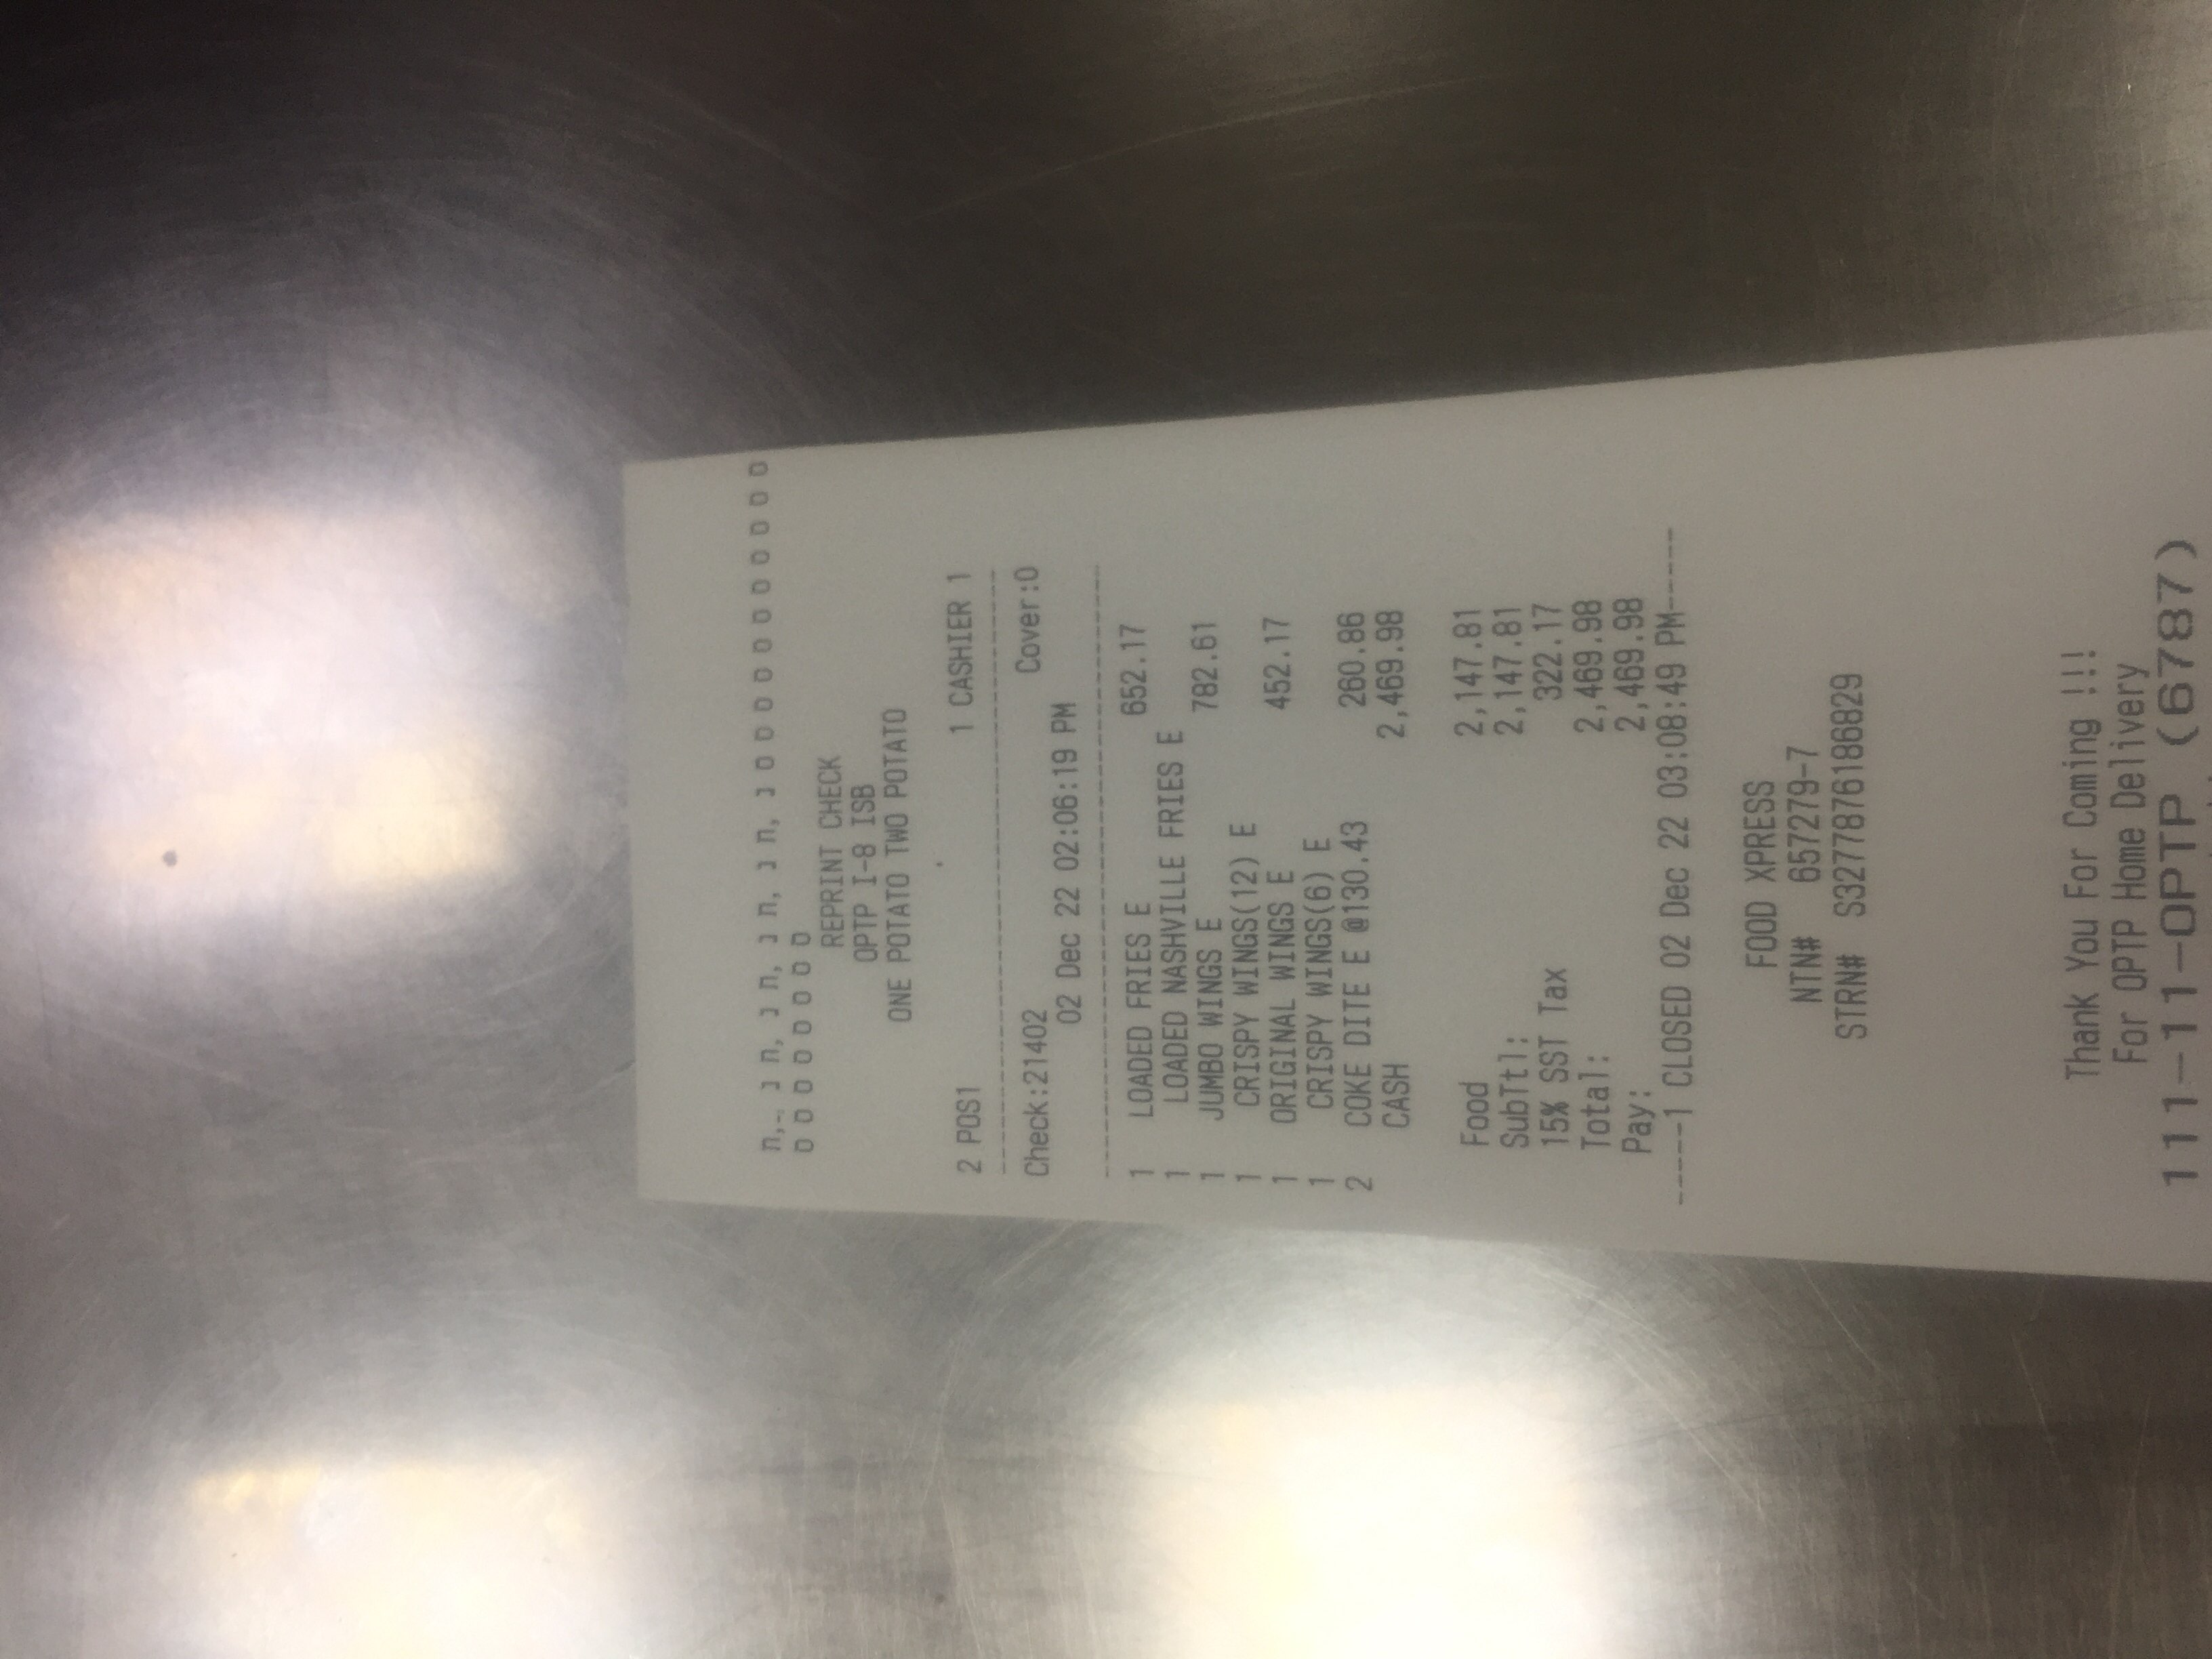 REPRINT CHECK
OPTP I-8 ISB
ONE POTATO TWO POTATO
2 POS1 1 CASHIER 1
Check:21402 Cover:0
02 Dec 22 02:06:19 PM
1 LOADED FRIES E 652.17
1 LOADED NASHVILLE FRIES E
1 JUMBO WINGS E 782.61
1 CRISPY WINGS(12) E
1 ORIGINAL WINGS E 452.17
1 CRISPY WINGS(6) E
2 COKE DITE E @130.43 260.86
CASH 2,469.98
Food 2,147.81
SubTtl: 2,147.81
15% SST Tax 322.17
Total: 2,469.98
Pay: 2,469.98
-----1 CLOSED 02 Dec 22 03:08:49 PM-----
FOOD XPRESS
NTN# 6572279-7
STRN# S3277876186829
Thank You For Coming !!!
For OPTP Home Delivery
111-11-OPTP (6787)